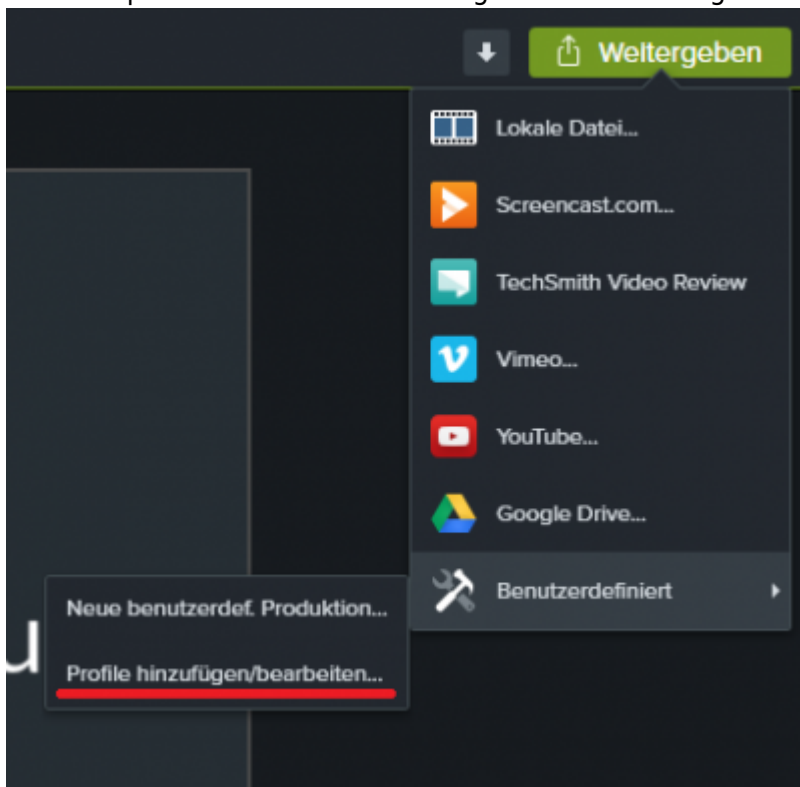 Weitergeben
Lokale Datei...
Screencast.com...
TechSmith Video Review
Vimeo...
YouTube...
Google Drive...
Benutzerdefiniert
Neue benutzerdef. Produktion...
Profile hinzufügen/bearbeiten...
u